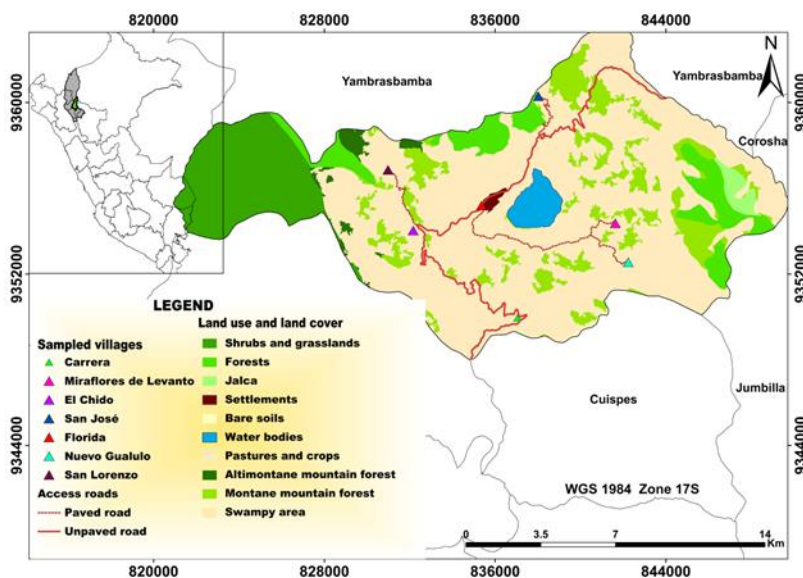 820000 828000 836000 844000
N
Yambrasbamba
Yambrasbamba
9360000
9360000
Corosha
9352000
9352000
LEGEND
Sampled villages
Carrera
Miraflores de Levanto
El Chido
San José
Florida
Nuevo Gualulo
San Lorenzo
Access roads
Paved road
Unpaved road
Land use and land cover
Shrubs and grasslands
Forests
Jalca
Settlements
Bare soils
Water bodies
Pastures and crops
Altimontane mountain forest
Montane mountain forest
Swampy area
Cuispes
Jumbilla
9344000
9344000
WGS 1984 Zone 17S
0 3.5 7 14
Km
820000 828000 836000 844000